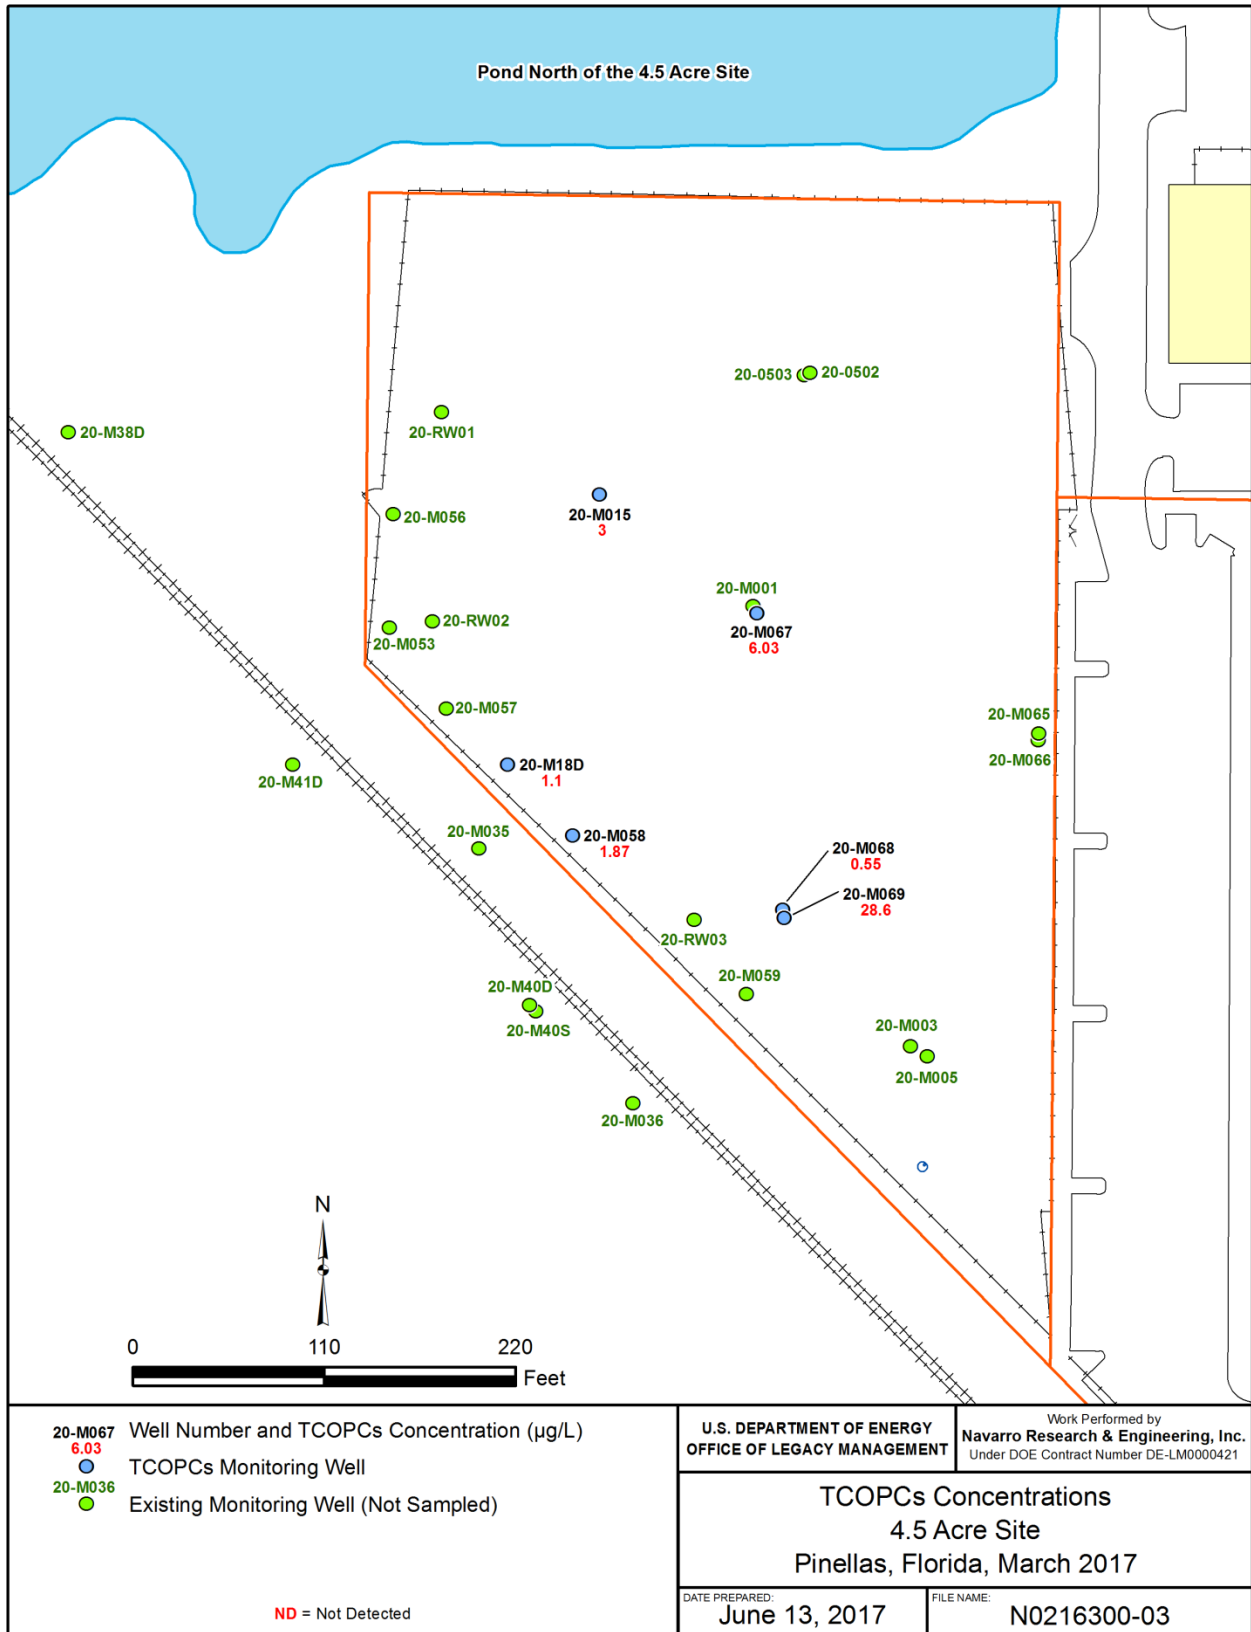 Pond North of the 4.5 Acre Site
20-0503
20-0502
20-RW01
20-M38D
20-M015
3
20-M056
20-M001
20-M067
6.03
20-RW02
20-M053
20-M057
20-M065
20-M066
20-M18D
1.1
20-M41D
20-M035
20-M058
1.87
20-M068
0.55
20-M069
28.6
20-RW03
20-M059
20-M40D
20-M40S
20-M003
20-M005
20-M036
N
0 110 220
Feet
20-M067
6.03
Well Number and TCOPCs Concentration (µg/L)
TCOPCs Monitoring Well
20-M036
Existing Monitoring Well (Not Sampled)
ND = Not Detected
U.S. DEPARTMENT OF ENERGY
OFFICE OF LEGACY MANAGEMENT
Work Performed by
Navarro Research & Engineering, Inc.
Under DOE Contract Number DE-LM0000421
TCOPCs Concentrations
4.5 Acre Site
Pinellas, Florida, March 2017
DATE PREPARED:
June 13, 2017
FILE NAME:
N0216300-03